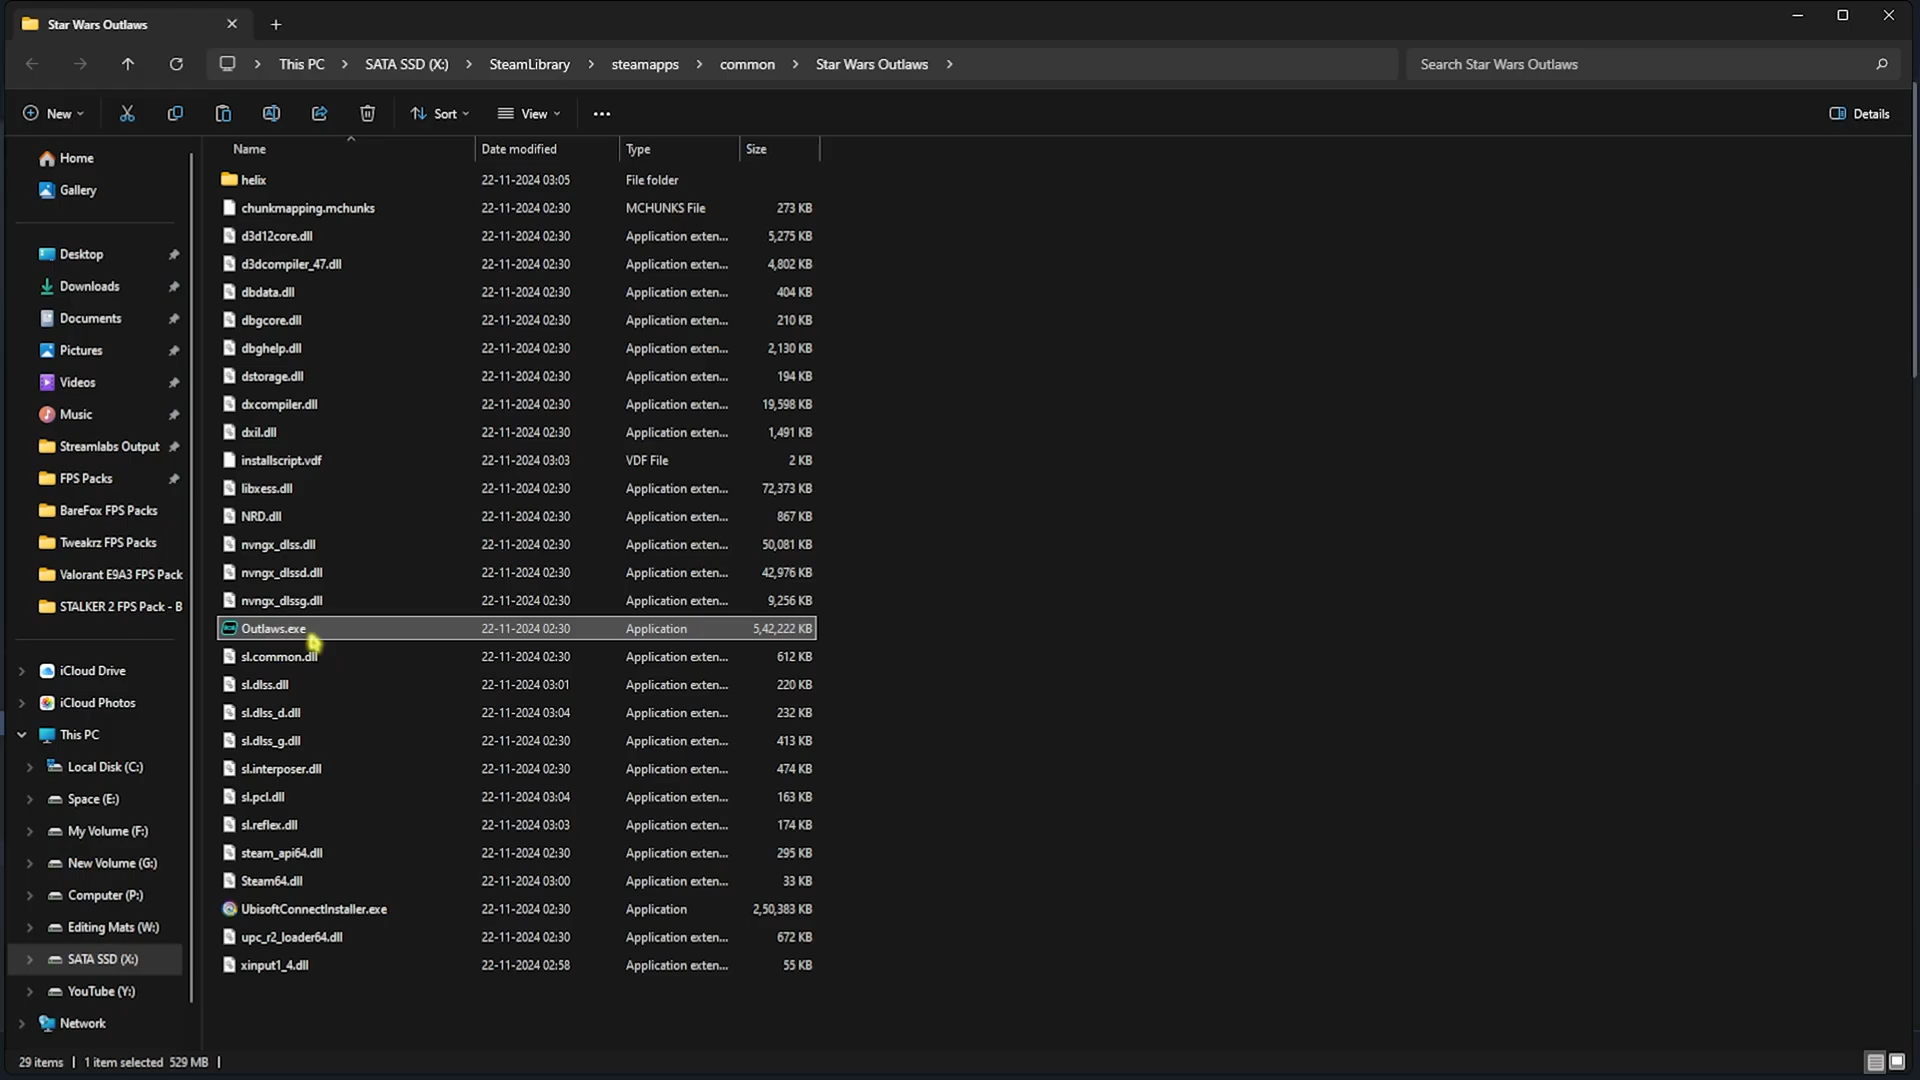 Star Wars Outlaws
This PC > SATA SSD (X:) > SteamLibrary > steamapps > common > Star Wars Outlaws >
Search Star Wars Outlaws
New
Sort
View
Details
Name Date modified Type Size
Home
Gallery
Desktop
Downloads
Documents
Pictures
Videos
Music
Streamlabs Output
FPS Packs
BareFox FPS Packs
Tweakrz FPS Packs
Valorant E9A3 FPS Pack
STALKER 2 FPS Pack - B
iCloud Drive
iCloud Photos
This PC
Local Disk (C:)
Space (E:)
My Volume (F:)
New Volume (G:)
Computer (P:)
Editing Mats (W:)
SATA SSD (X:)
YouTube (Y:)
Network
helix 22-11-2024 03:05 File folder
chunkmapping.mchunks 22-11-2024 02:30 MCHUNKS File 273 KB
d3d12core.dll 22-11-2024 02:30 Application exten... 5,275 KB
d3dcompiler_47.dll 22-11-2024 02:30 Application exten... 4,802 KB
dbdata.dll 22-11-2024 02:30 Application exten... 404 KB
dbgcore.dll 22-11-2024 02:30 Application exten... 210 KB
dbghelp.dll 22-11-2024 02:30 Application exten... 2,130 KB
dstorage.dll 22-11-2024 02:30 Application exten... 194 KB
dxcompiler.dll 22-11-2024 02:30 Application exten... 19,598 KB
dxil.dll 22-11-2024 02:30 Application exten... 1,491 KB
installscript.vdf 22-11-2024 03:03 VDF File 2 KB
libxess.dll 22-11-2024 02:30 Application exten... 72,373 KB
NRD.dll 22-11-2024 02:30 Application exten... 867 KB
nvngx_dlss.dll 22-11-2024 02:30 Application exten... 50,081 KB
nvngx_dlssd.dll 22-11-2024 02:30 Application exten... 42,976 KB
nvngx_dlssg.dll 22-11-2024 02:30 Application exten... 9,256 KB
Outlaws.exe 22-11-2024 02:30 Application 5,42,222 KB
sl.common.dll 22-11-2024 02:30 Application exten... 612 KB
sl.dlss.dll 22-11-2024 03:01 Application exten... 220 KB
sl.dlss_d.dll 22-11-2024 03:04 Application exten... 232 KB
sl.dlss_g.dll 22-11-2024 02:30 Application exten... 413 KB
sl.interposer.dll 22-11-2024 02:30 Application exten... 474 KB
sl.pcl.dll 22-11-2024 03:04 Application exten... 163 KB
sl.reflex.dll 22-11-2024 03:03 Application exten... 174 KB
steam_api64.dll 22-11-2024 02:30 Application exten... 295 KB
Steam64.dll 22-11-2024 03:00 Application exten... 33 KB
UbisoftConnectInstaller.exe 22-11-2024 02:30 Application 2,50,383 KB
upc_r2_loader64.dll 22-11-2024 02:30 Application exten... 672 KB
xinput1_4.dll 22-11-2024 02:58 Application exten... 55 KB
29 items | 1 item selected 529 MB |